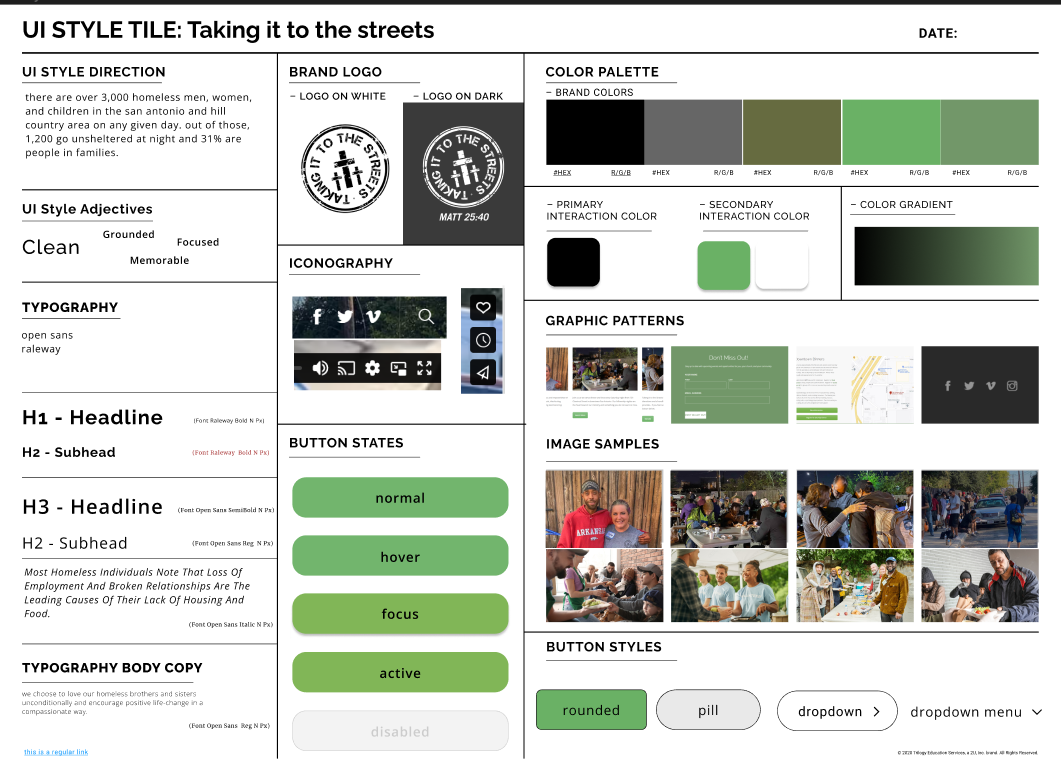 UI STYLE TILE: Taking it to the streets
DATE:
UI STYLE DIRECTION
there are over 3,000 homeless men, women,
and children in the san antonio and hill
country area on any given day. out of those,
1,200 go unsheltered at night and 31% are
people in families.
UI Style Adjectives
Clean
Grounded
Focused
Memorable
TYPOGRAPHY
open sans
raleway
H1 - Headline
(Font Raleway Bold N Px)
H2 - Subhead
(Font Raleway Bold N Px)
H3 - Headline
(Font Open Sans SemiBold N Px)
H2 - Subhead
(Font Open Sans Reg N Px)
Most Homeless Individuals Note That Loss Of
Employment And Broken Relationships Are The
Leading Causes Of Their Lack Of Housing And
Food.
(Font Open Sans Italic N Px)
TYPOGRAPHY BODY COPY
we choose to love our homeless brothers and sisters
unconditionally and encourage positive life-change in a
compassionate way.
(Font Open Sans Reg N Px)
this is a regular link
BRAND LOGO
– LOGO ON WHITE
– LOGO ON DARK
TAKING IT TO THE STREETS
TAKING IT TO THE STREETS
MATT 25:40
ICONOGRAPHY
BUTTON STATES
normal
hover
focus
active
disabled
COLOR PALETTE
– BRAND COLORS
#HEX R/G/B #HEX R/G/B #HEX R/G/B #HEX R/G/B #HEX R/G/B
– PRIMARY
INTERACTION COLOR
– SECONDARY
INTERACTION COLOR
– COLOR GRADIENT
GRAPHIC PATTERNS
Don't Miss Out!
IMAGE SAMPLES
ARKANSAS
BUTTON STYLES
rounded
pill
dropdown
dropdown menu
© 2020 Trilogy Education Services, a 2U, Inc. brand. All Rights Reserved.